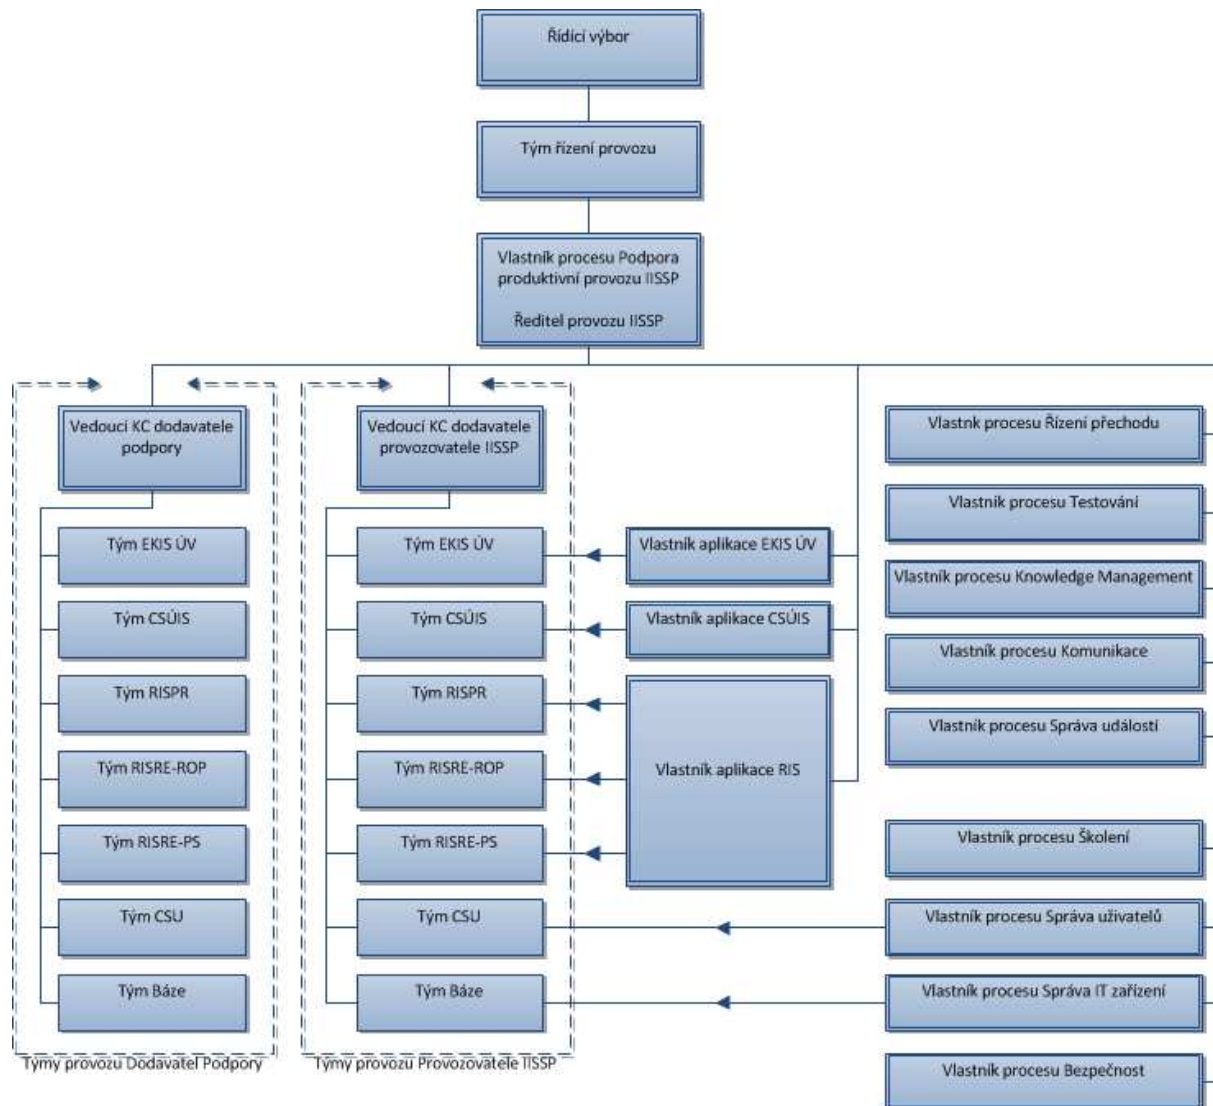 Řídící výbor
Tým řízení provozu
Vlastník procesu Podpora
produktivní provozu IISSP
Ředitel provozu IISSP
Vedoucí KC dodavatele
podpory
Tým EKIS ÚV
Tým CSÚIS
Tým RISPR
Tým RISRE-ROP
Tým RISRE-PS
Tým CSU
Tým Báze
Týmy provozu Dodavatel Podpory
Vedoucí KC dodavatele
provozovatele IISSP
Tým EKIS ÚV
Tým CSÚIS
Tým RISPR
Tým RISRE-ROP
Tým RISRE-PS
Tým CSU
Tým Báze
Týmy provozu Provozovatele IISSP
Vlastník aplikace EKIS ÚV
Vlastník aplikace CSÚIS
Vlastník aplikace RIS
Vlastnk procesu Řízení přechodu
Vlastník procesu Testování
Vlastník procesu Knowledge Management
Vlastník procesu Komunikace
Vlastník procesu Správa událostí
Vlastník procesu Školení
Vlastník procesu Správa uživatelů
Vlastník procesu Správa IT zařízení
Vlastník procesu Bezpečnost